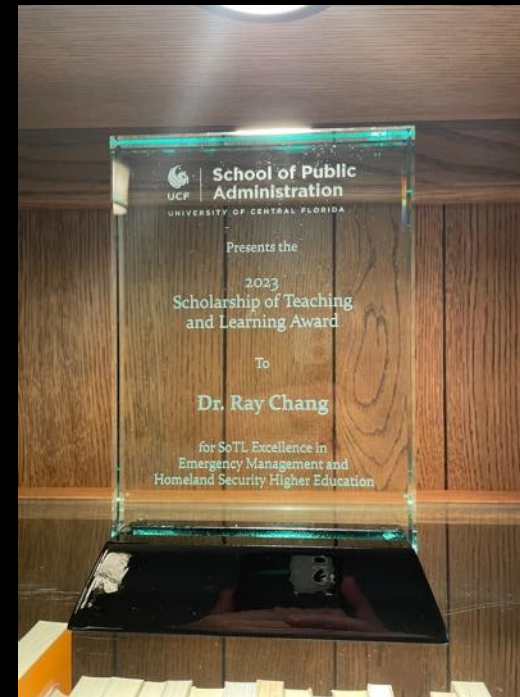 UCF
School of Public
Administration
UNIVERSITY OF CENTRAL FLORIDA
Presents the
2023
Scholarship of Teaching
and Learning Award
To
Dr. Ray Chang
for SoTL Excellence in
Emergency Management and
Homeland Security Higher Education